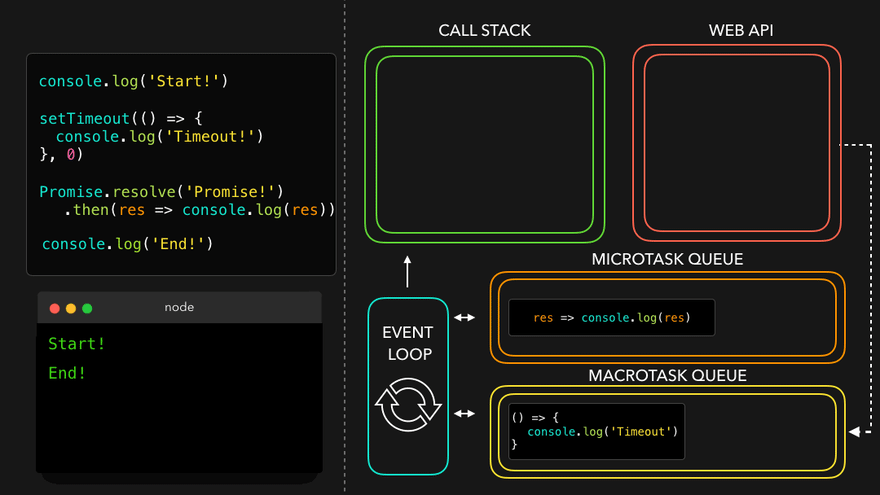 console.log('Start!')
setTimeout(() => {
  console.log('Timeout!')
}, 0)
Promise.resolve('Promise!')
   .then(res => console.log(res))
console.log('End!')
node
Start!
End!
CALL STACK
WEB API
EVENT
LOOP
MICROTASK QUEUE
res => console.log(res)
MACROTASK QUEUE
() => {
  console.log('Timeout')
}